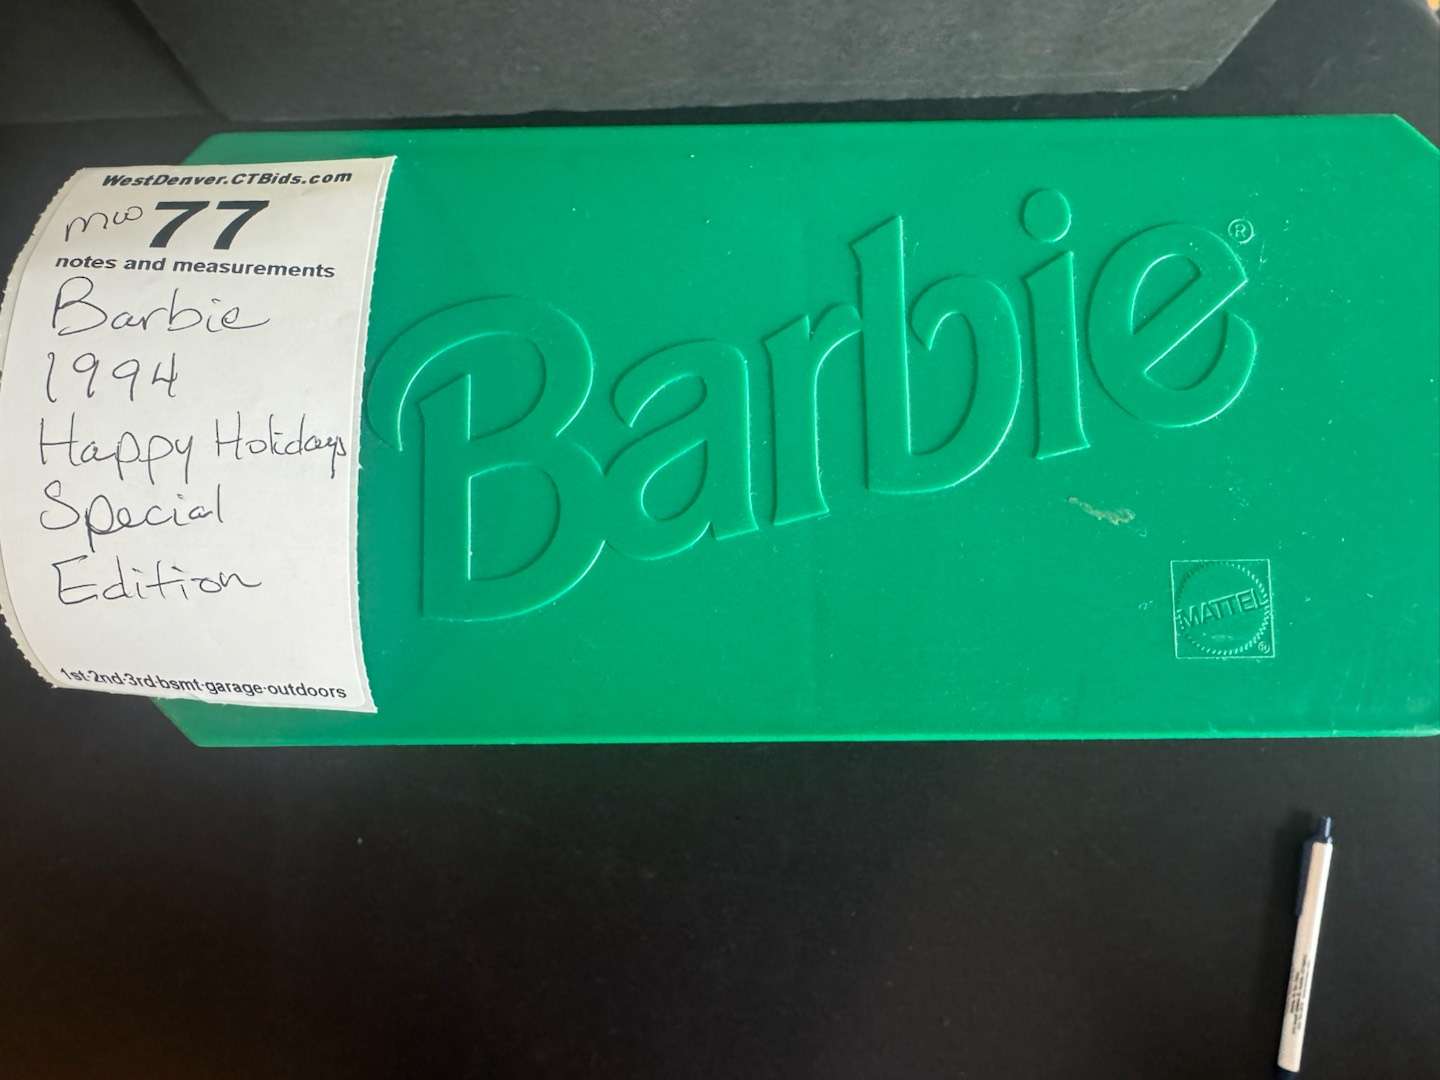 WestDenver.CTBids.com
mw 77
notes and measurements
Barbie
1994
Happy Holidays
Special
Edition
1st·2nd·3rd·bsmt·garage·outdoors
Barbie®
MATTEL®